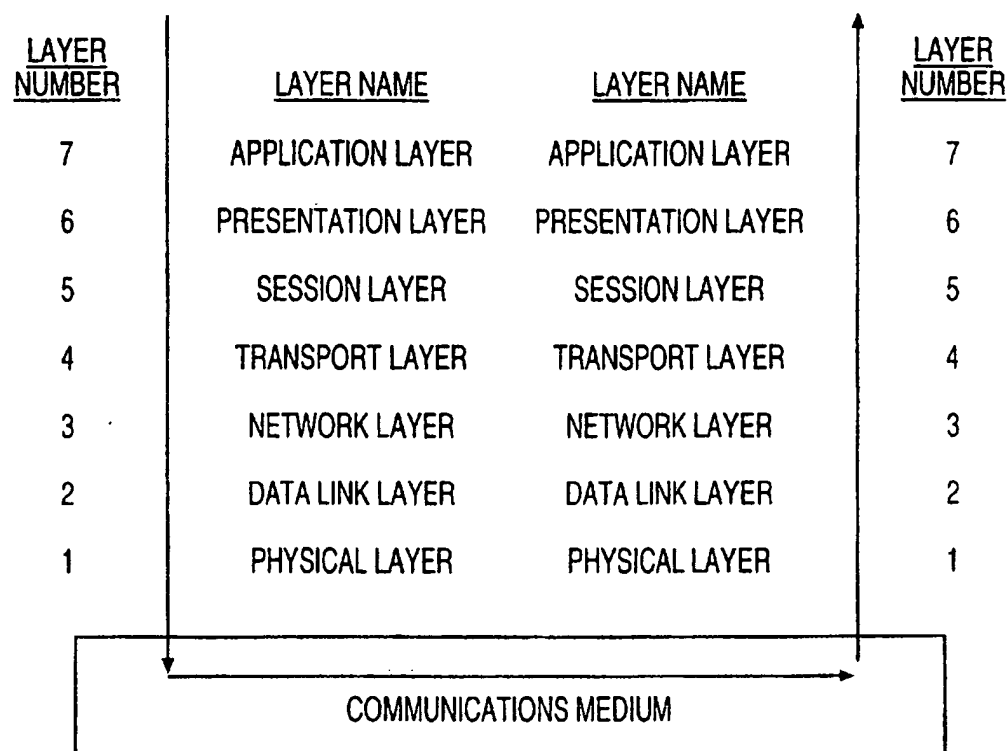 LAYER LAYER
NUMBER LAYER NAME LAYER NAME NUMBER
7 APPLICATION LAYER APPLICATION LAYER 7
6 PRESENTATION LAYER PRESENTATION LAYER 6
5 SESSION LAYER SESSION LAYER 5
4 TRANSPORT LAYER TRANSPORT LAYER 4
3 NETWORK LAYER NETWORK LAYER 3
2 DATA LINK LAYER DATA LINK LAYER 2
1 PHYSICAL LAYER PHYSICAL LAYER 1
COMMUNICATIONS MEDIUM